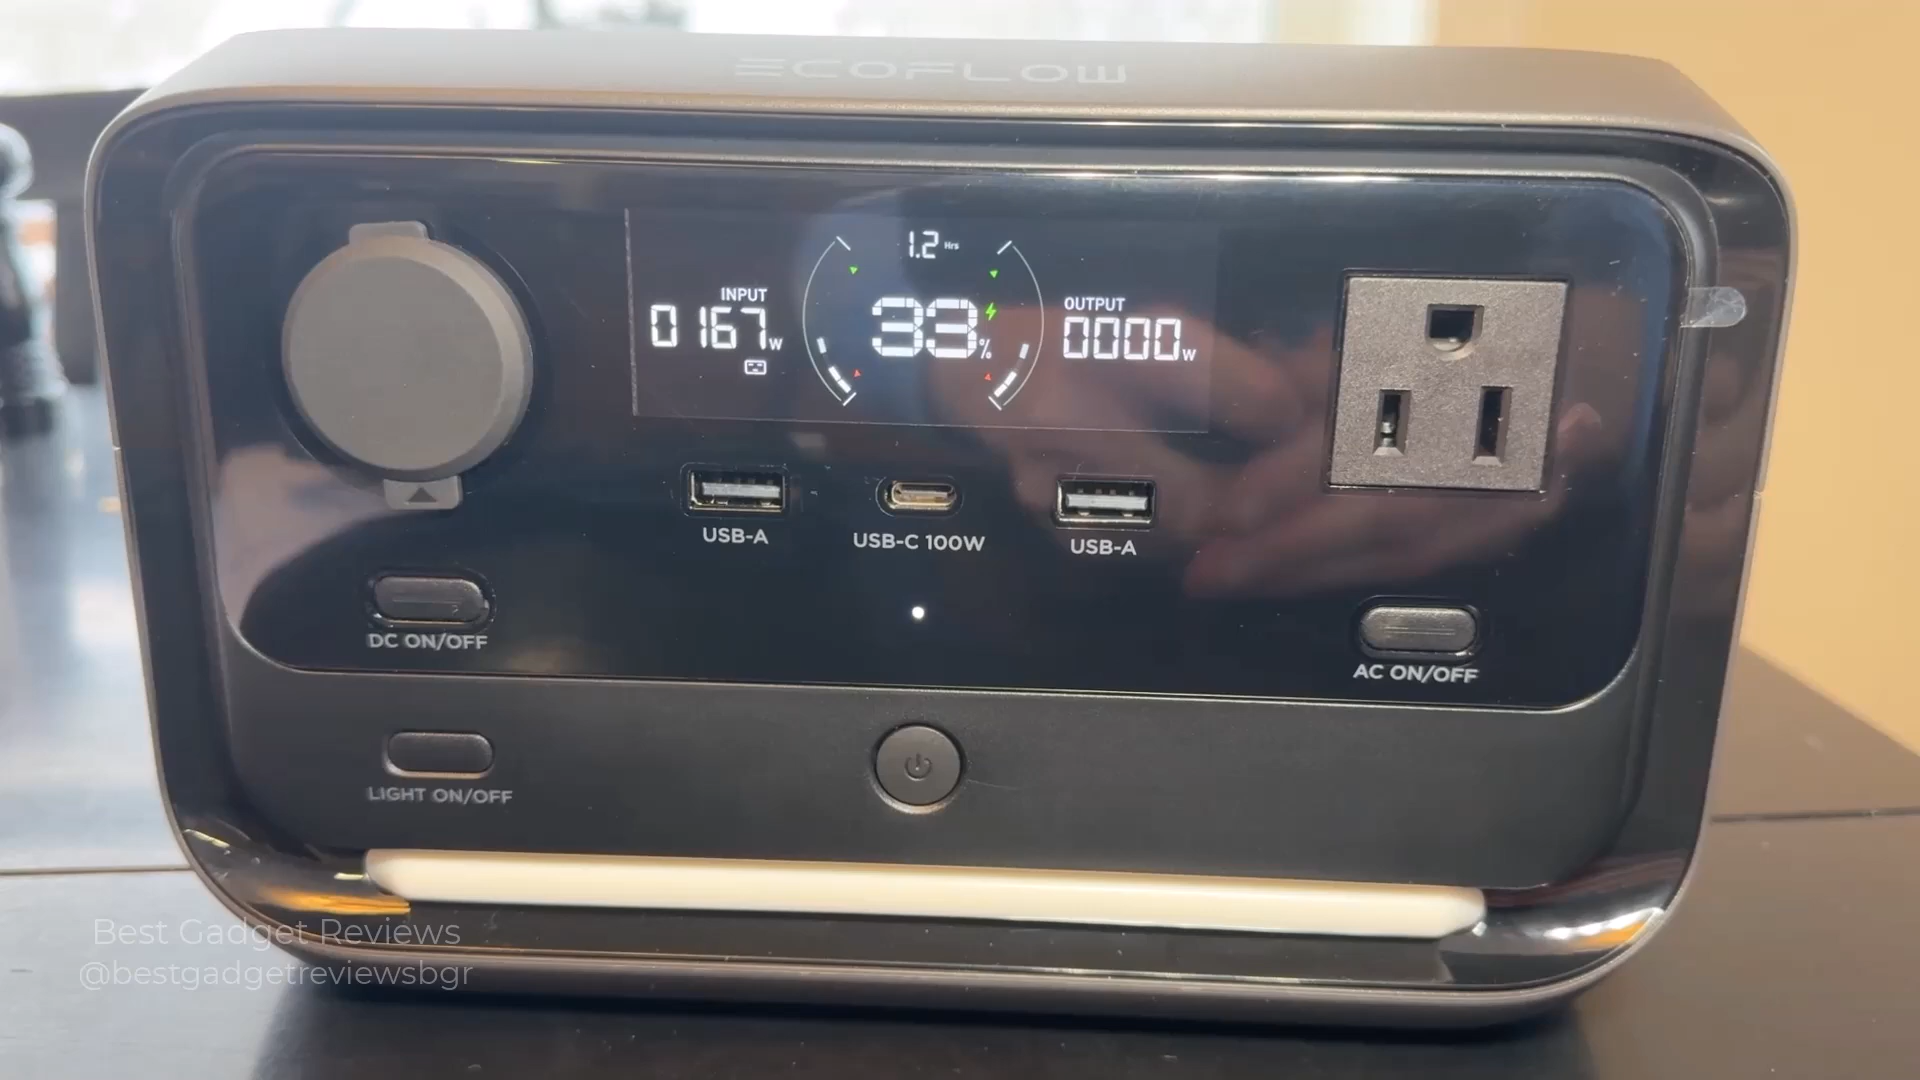 ECOFLOW
1.2 Hrs
INPUT
0167W
33%
OUTPUT
0000W
USB-A
USB-C 100W
USB-A
DC ON/OFF
AC ON/OFF
LIGHT ON/OFF
Best Gadget Reviews
@bestgadgetreviewsbgr